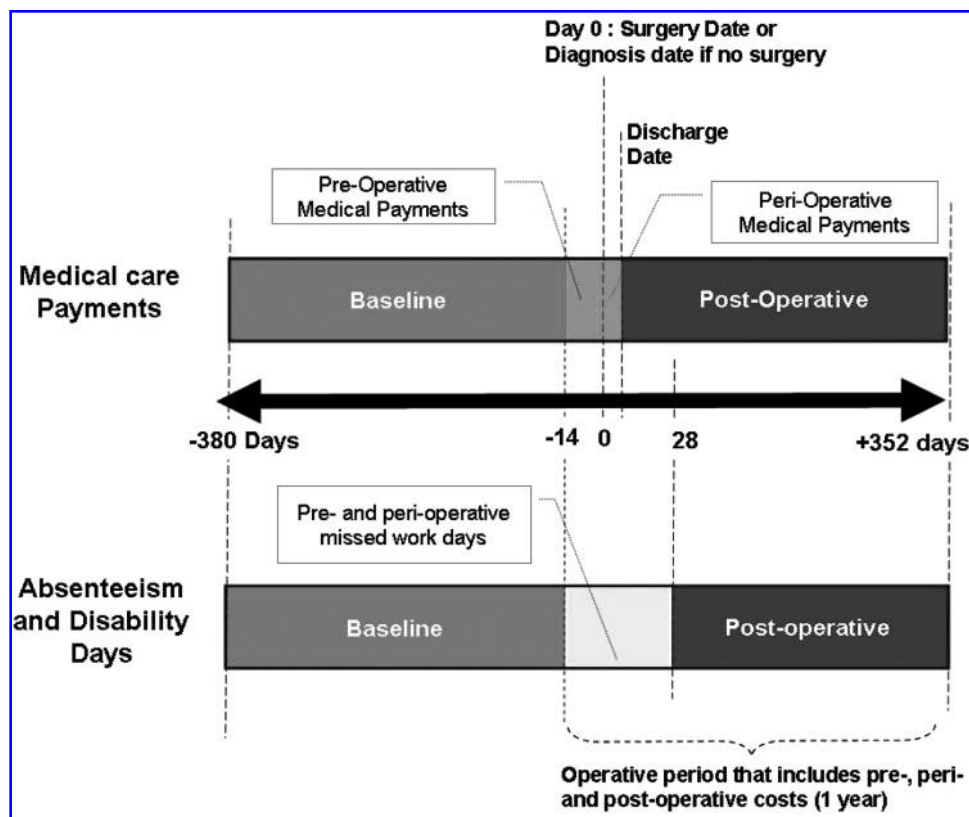 Day 0 : Surgery Date or
Diagnosis date if no surgery
Discharge
Date
Pre-Operative
Medical Payments
Peri-Operative
Medical Payments
Medical care
Payments
Baseline
Post-Operative
-380 Days
-14
0
28
+352 days
Pre- and peri-operative
missed work days
Absenteeism
and Disability
Days
Baseline
Post-operative
Operative period that includes pre-, peri-
and post-operative costs (1 year)